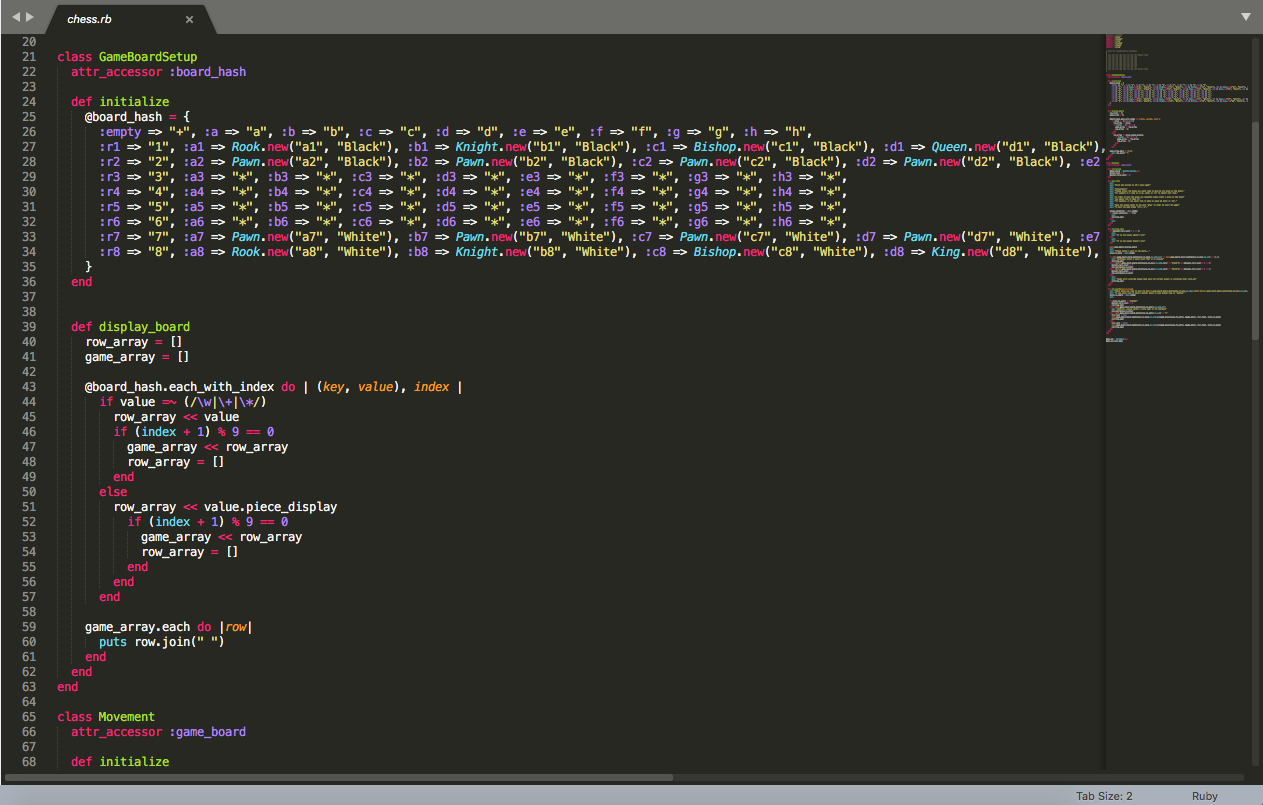 chess.rb ×
20
21 class GameBoardSetup
22   attr_accessor :board_hash
23
24   def initialize
25     @board_hash = {
26       :empty => "+", :a => "a", :b => "b", :c => "c", :d => "d", :e => "e", :f => "f", :g => "g", :h => "h",
27       :r1 => "1", :a1 => Rook.new("a1", "Black"), :b1 => Knight.new("b1", "Black"), :c1 => Bishop.new("c1", "Black"), :d1 => Queen.new("d1", "Black"),
28       :r2 => "2", :a2 => Pawn.new("a2", "Black"), :b2 => Pawn.new("b2", "Black"), :c2 => Pawn.new("c2", "Black"), :d2 => Pawn.new("d2", "Black"), :e2
29       :r3 => "3", :a3 => "*", :b3 => "*", :c3 => "*", :d3 => "*", :e3 => "*", :f3 => "*", :g3 => "*", :h3 => "*",
30       :r4 => "4", :a4 => "*", :b4 => "*", :c4 => "*", :d4 => "*", :e4 => "*", :f4 => "*", :g4 => "*", :h4 => "*",
31       :r5 => "5", :a5 => "*", :b5 => "*", :c5 => "*", :d5 => "*", :e5 => "*", :f5 => "*", :g5 => "*", :h5 => "*",
32       :r6 => "6", :a6 => "*", :b6 => "*", :c6 => "*", :d6 => "*", :e6 => "*", :f6 => "*", :g6 => "*", :h6 => "*",
33       :r7 => "7", :a7 => Pawn.new("a7", "White"), :b7 => Pawn.new("b7", "White"), :c7 => Pawn.new("c7", "White"), :d7 => Pawn.new("d7", "White"), :e7
34       :r8 => "8", :a8 => Rook.new("a8", "White"), :b8 => Knight.new("b8", "White"), :c8 => Bishop.new("c8", "White"), :d8 => King.new("d8", "White"),
35     }
36   end
37
38
39   def display_board
40     row_array = []
41     game_array = []
42
43     @board_hash.each_with_index do | (key, value), index |
44       if value =~ (/\w|\+|\*/)
45         row_array << value
46         if (index + 1) % 9 == 0
47           game_array << row_array
48           row_array = []
49         end
50       else
51         row_array << value.piece_display
52           if (index + 1) % 9 == 0
53             game_array << row_array
54             row_array = []
55           end
56         end
57       end
58
59     game_array.each do |row|
60       puts row.join(" ")
61     end
62   end
63 end
64
65 class Movement
66   attr_accessor :game_board
67
68   def initialize
Tab Size: 2 Ruby